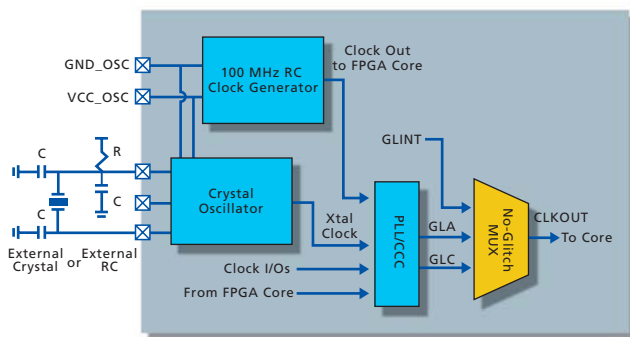 GND_OSC
VCC_OSC
100 MHz RC
Clock Generator
Clock Out
to FPGA Core
GLINT
C
R
C
C
Crystal
Oscillator
Xtal
Clock
PLL/CCC
GLA
GLC
No-Glitch
MUX
CLKOUT
To Core
External
Crystal
or
External
RC
Clock I/Os
From FPGA Core